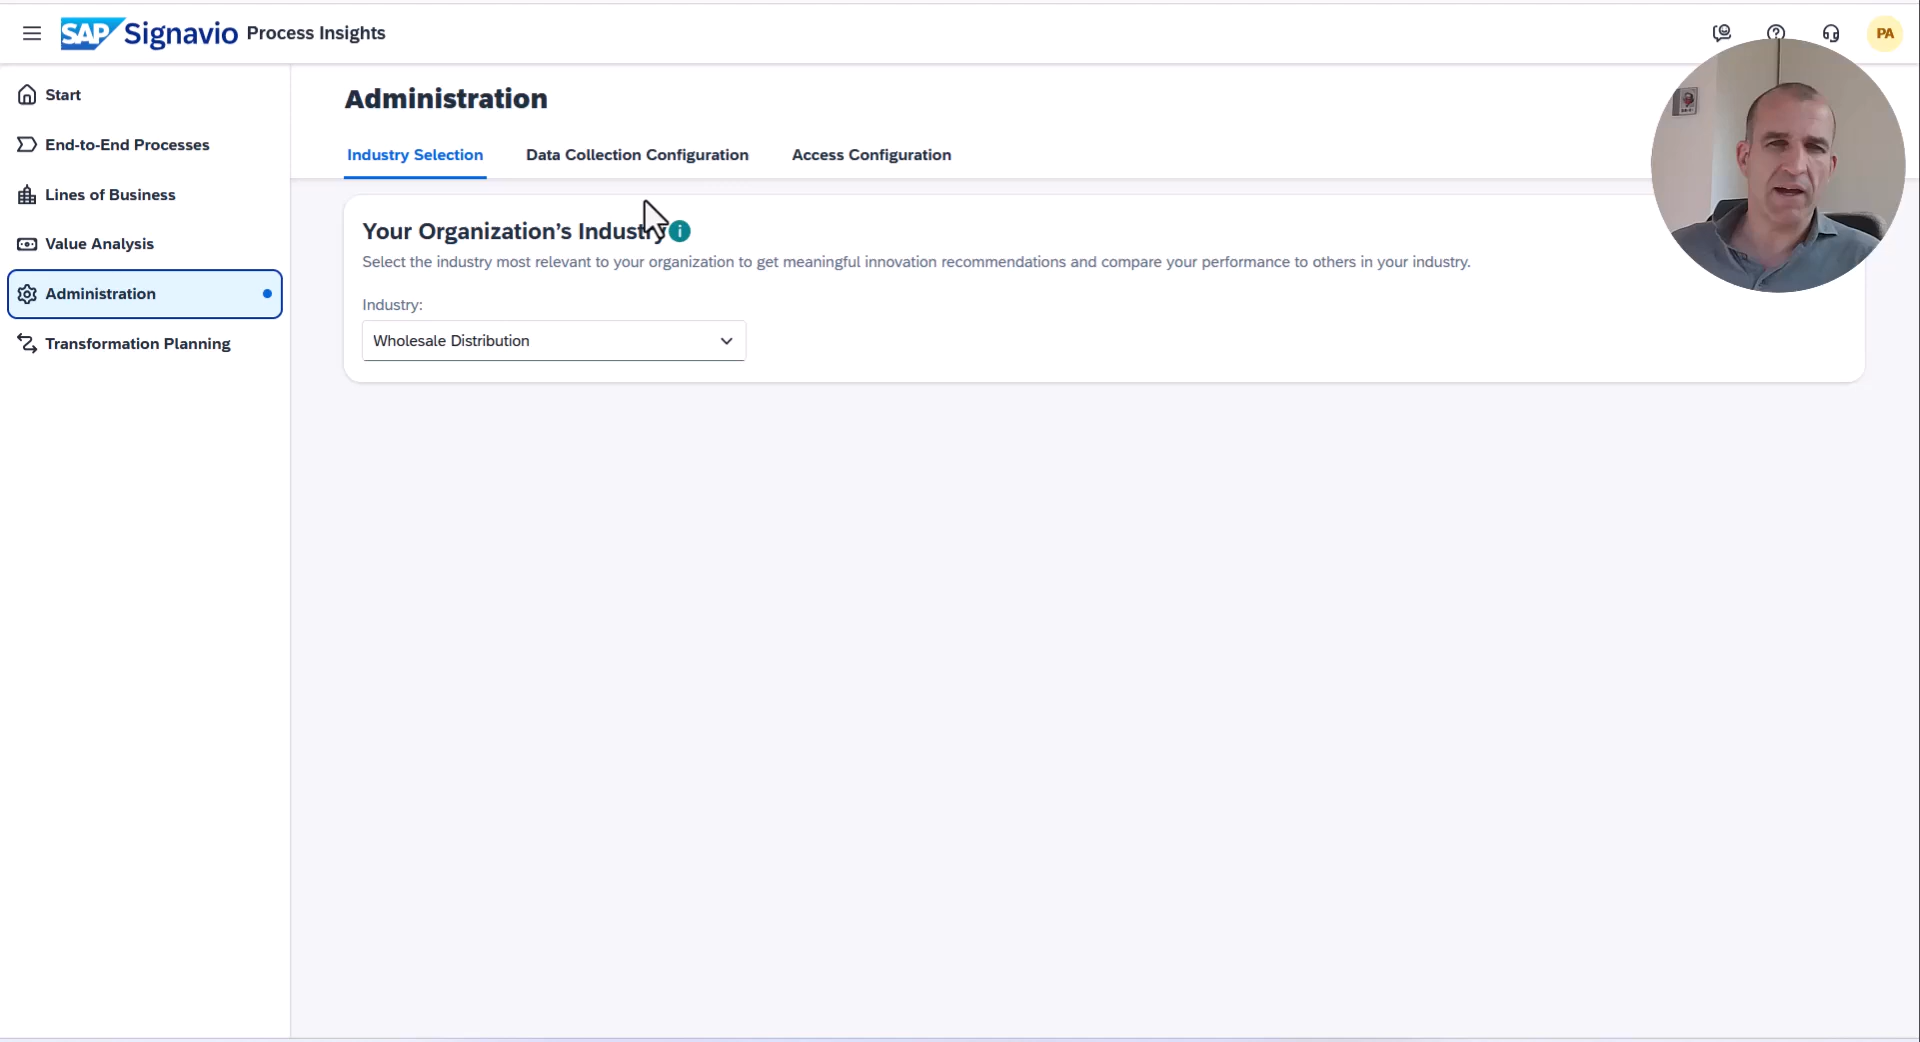 SAP Signavio Process Insights
PA
Start
End-to-End Processes
Lines of Business
Value Analysis
Administration
Transformation Planning
Administration
Industry Selection
Data Collection Configuration
Access Configuration
Your Organization’s Industry
Select the industry most relevant to your organization to get meaningful innovation recommendations and compare your performance to others in your industry.
Industry:
Wholesale Distribution